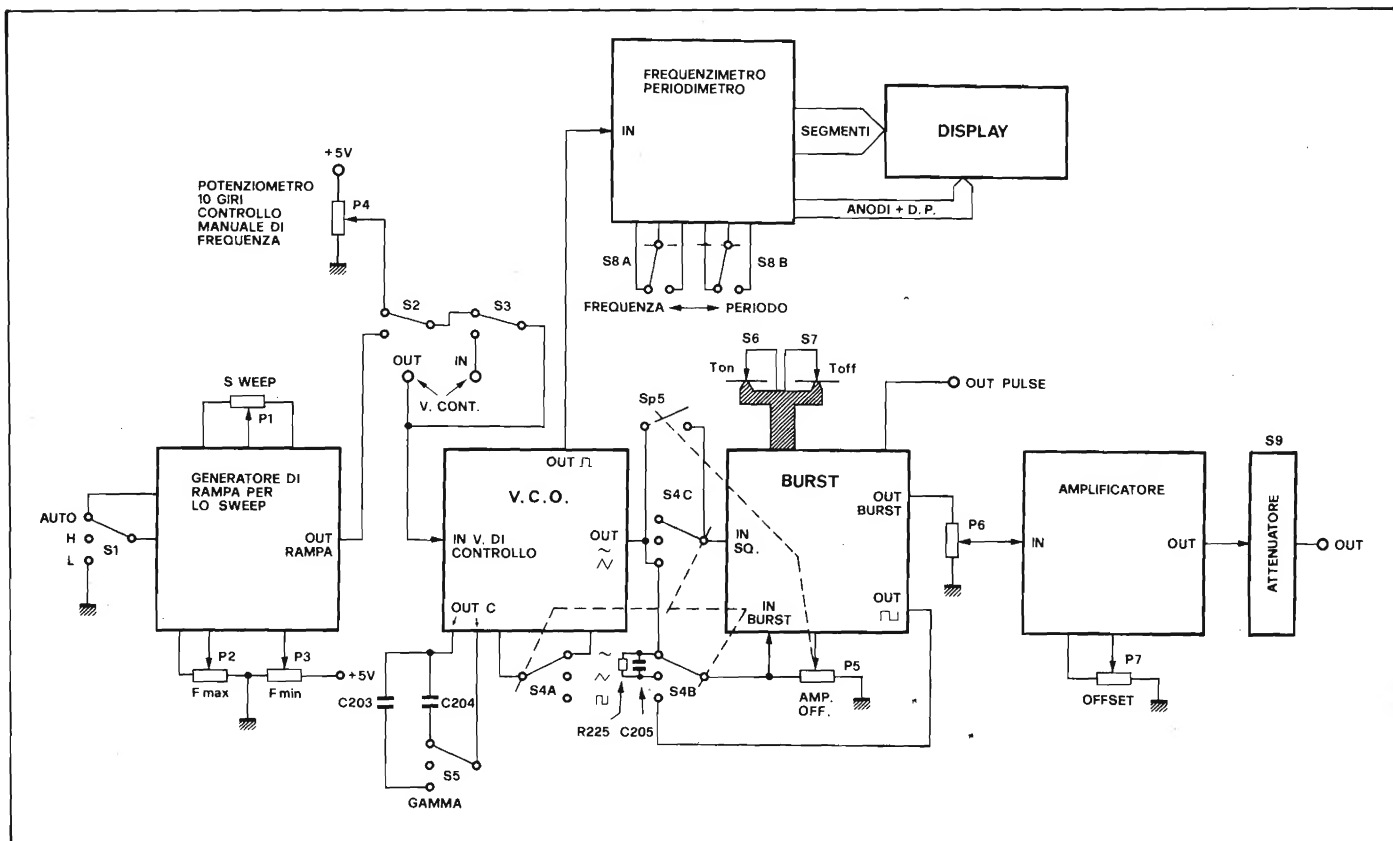 FREQUENZIMETRO
PERIODIMETRO
IN
SEGMENTI
DISPLAY
ANODI + D.P.
S8 A
S8 B
FREQUENZA
PERIODO
+5V
POTENZIOMETRO
10 GIRI
CONTROLLO
MANUALE DI
FREQUENZA
P4
S2
S3
OUT
IN
V. CONT.
S WEEP
P1
GENERATORE DI
RAMPA PER
LO SWEEP
OUT
RAMPA
AUTO
H
L
S1
P2
P3
F max
F min
+5V
OUT
V.C.O.
IN V. DI
CONTROLLO
OUT
OUT C
C203
C204
S5
GAMMA
S4A
R225
C205
S4B
S4C
Sp5
S6
S7
Ton
Toff
BURST
OUT
BURST
IN
SQ.
IN
BURST
OUT
P5
AMP.
OFF.
OUT PULSE
P6
AMPLIFICATORE
IN
OUT
P7
OFFSET
S9
ATTENUATORE
OUT